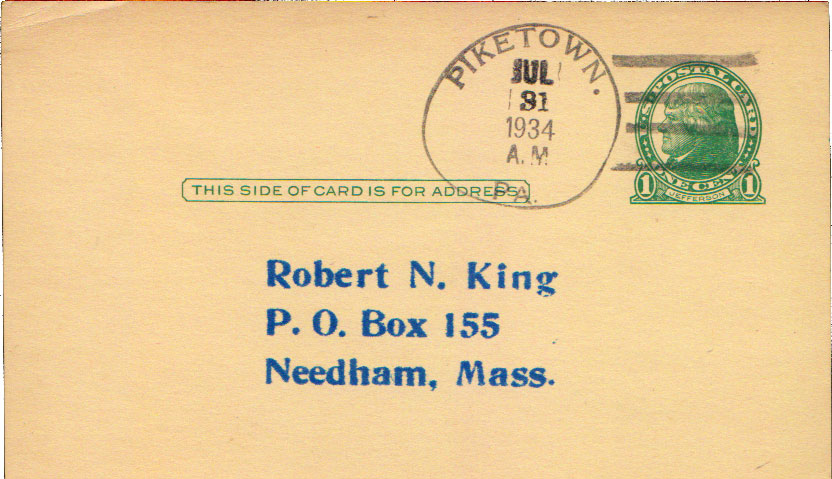 PIKETOWN.
JUL
31
1934
A.M
PA.
U.S. POSTAL CARD
ONE CENT
1 JEFFERSON 1
THIS SIDE OF CARD IS FOR ADDRESS
Robert N. King
P. O. Box 155
Needham, Mass.